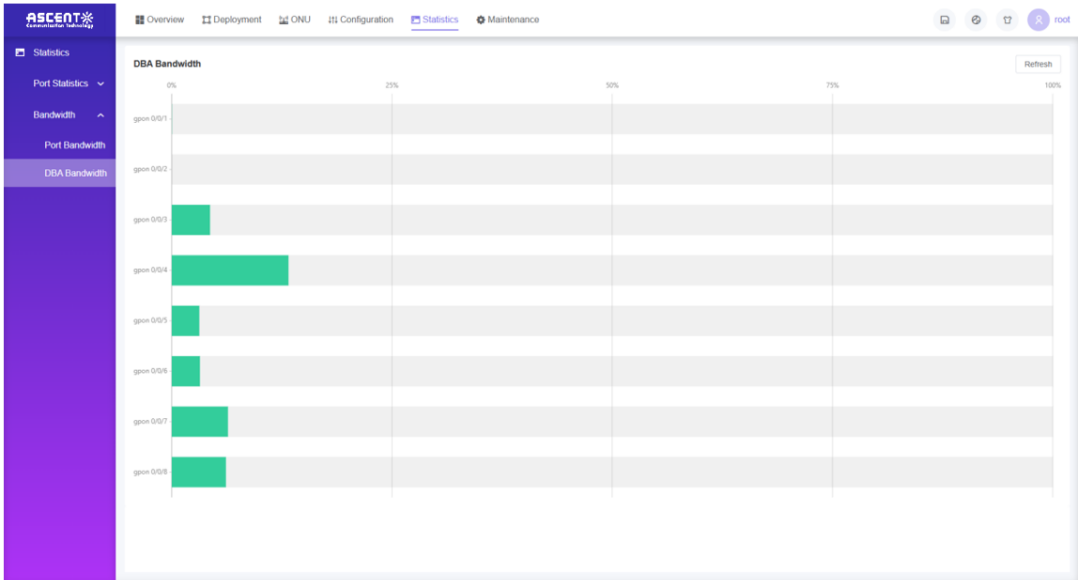 ASCENT
Communication Technology
Overview
Deployment
ONU
Configuration
Statistics
Maintenance
root
Statistics
Port Statistics
Bandwidth
Port Bandwidth
DBA Bandwidth
DBA Bandwidth
Refresh
0% 25% 50% 75% 100%
gpon 0/0/1
gpon 0/0/2
gpon 0/0/3
gpon 0/0/4
gpon 0/0/5
gpon 0/0/6
gpon 0/0/7
gpon 0/0/8